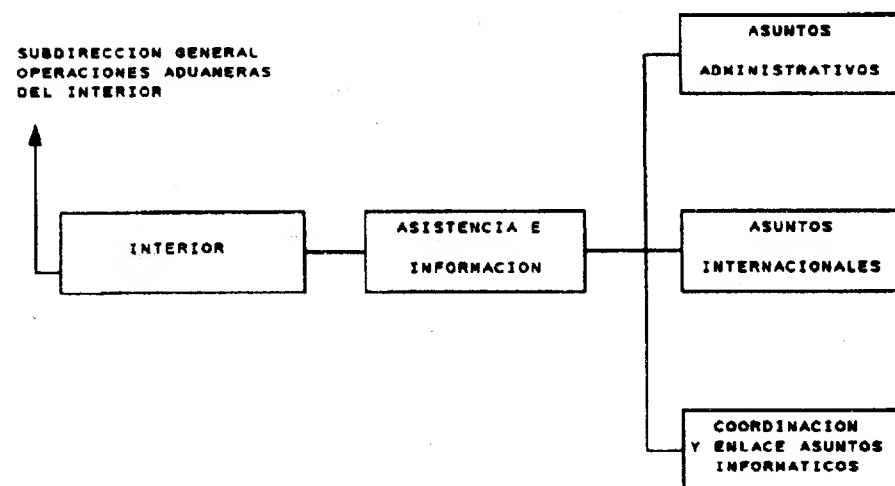 SUBDIRECCION GENERAL
OPERACIONES ADUANERAS
DEL INTERIOR
INTERIOR
ASISTENCIA E
INFORMACION
ASUNTOS
ADMINISTRATIVOS
ASUNTOS
INTERNACIONALES
COORDINACION
Y ENLACE ASUNTOS
INFORMATICOS